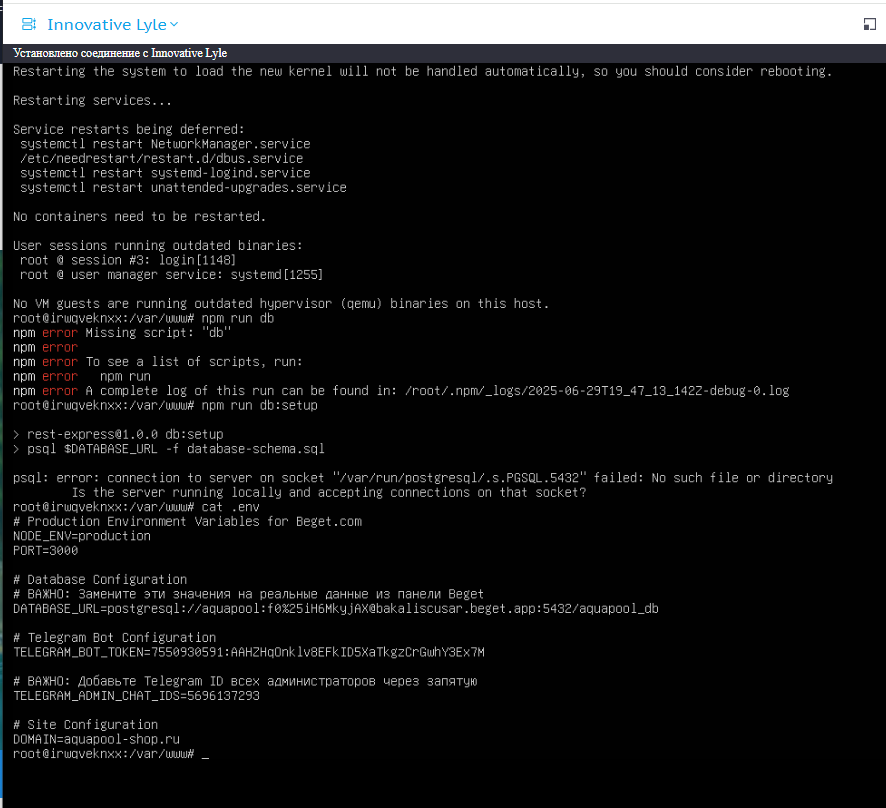 Innovative Lyle
Установлено соединение с Innovative Lyle
Restarting the system to load the new kernel will not be handled automatically, so you should consider rebooting.
Restarting services...
Service restarts being deferred:
systemctl restart NetworkManager.service
/etc/needrestart/restart.d/dbus.service
systemctl restart systemd-logind.service
systemctl restart unattended-upgrades.service
No containers need to be restarted.
User sessions running outdated binaries:
root @ session #3: login[1148]
root @ user manager service: systemd[1255]
No VM guests are running outdated hypervisor (qemu) binaries on this host.
root@irwqveknxx:/var/www# npm run db
npm error Missing script: "db"
npm error
npm error To see a list of scripts, run:
npm error   npm run
npm error A complete log of this run can be found in: /root/.npm/_logs/2025-06-29T19_47_13_142Z-debug-0.log
root@irwqveknxx:/var/www# npm run db:setup
> rest-express@1.0.0 db:setup
> psql $DATABASE_URL -f database-schema.sql
psql: error: connection to server on socket "/var/run/postgresql/.s.PGSQL.5432" failed: No such file or directory
Is the server running locally and accepting connections on that socket?
root@irwqveknxx:/var/www# cat .env
# Production Environment Variables for Beget.com
NODE_ENV=production
PORT=3000
# Database Configuration
# ВАЖНО: Замените эти значения на реальные данные из панели Beget
DATABASE_URL=postgresql://aquapool:f0%25iH6MkyjAX@bakaliscusar.beget.app:5432/aquapool_db
# Telegram Bot Configuration
TELEGRAM_BOT_TOKEN=7550930591:AAHZHqOnklv8EFkID5XaTkgzCrGwhY3Ex7M
# ВАЖНО: Добавьте Telegram ID всех администраторов через запятую
TELEGRAM_ADMIN_CHAT_IDS=5696137293
# Site Configuration
DOMAIN=aquapool-shop.ru
root@irwqveknxx:/var/www# _